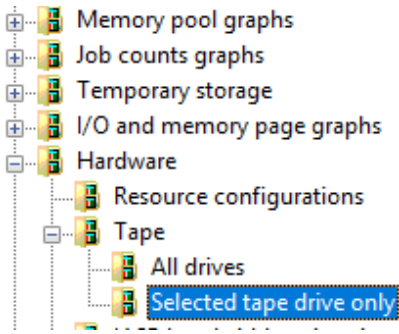 Memory pool graphs
Job counts graphs
Temporary storage
I/O and memory page graphs
Hardware
Resource configurations
Tape
All drives
Selected tape drive only